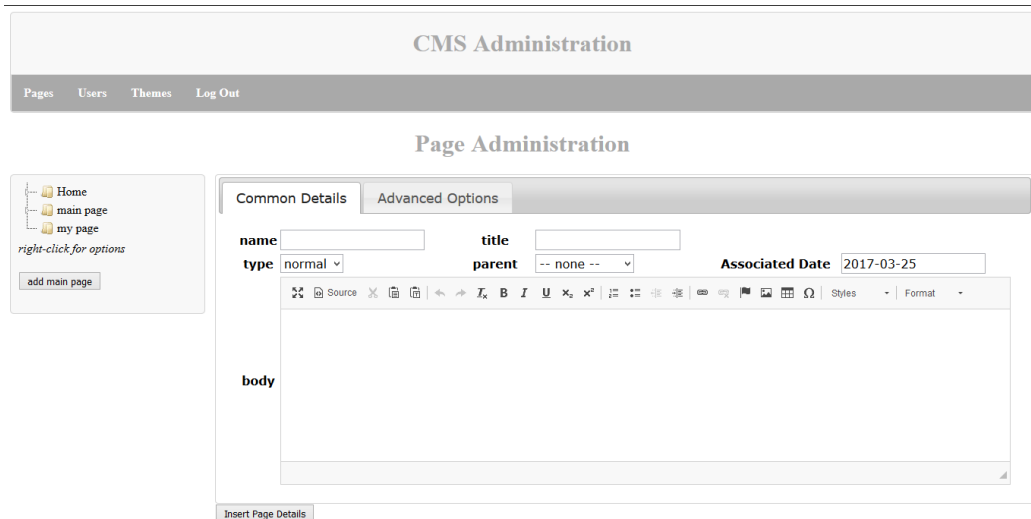 CMS Administration
Pages Users Themes Log Out
Page Administration
Home
main page
my page
right-click for options
add main page
Common Details Advanced Options
name title
type normal parent -- none -- Associated Date 2017-03-25
Source B I U x₂ x² Ω Styles Format
body
Insert Page Details